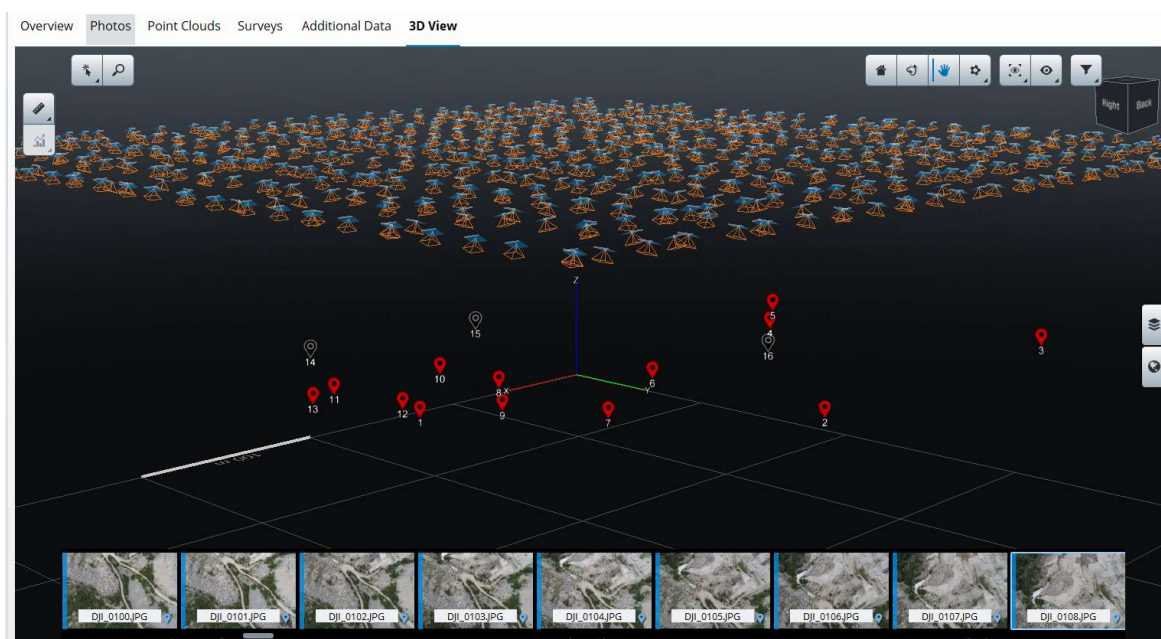 Overview Photos Point Clouds Surveys Additional Data 3D View
Right Back
Z
5
4
15
16
3
14
10
6
8 X
Y
11
13
12
1
9
7
2
DJI_0100.JPG DJI_0101.JPG DJI_0102.JPG DJI_0103.JPG DJI_0104.JPG DJI_0105.JPG DJI_0106.JPG DJI_0107.JPG DJI_0108.JPG